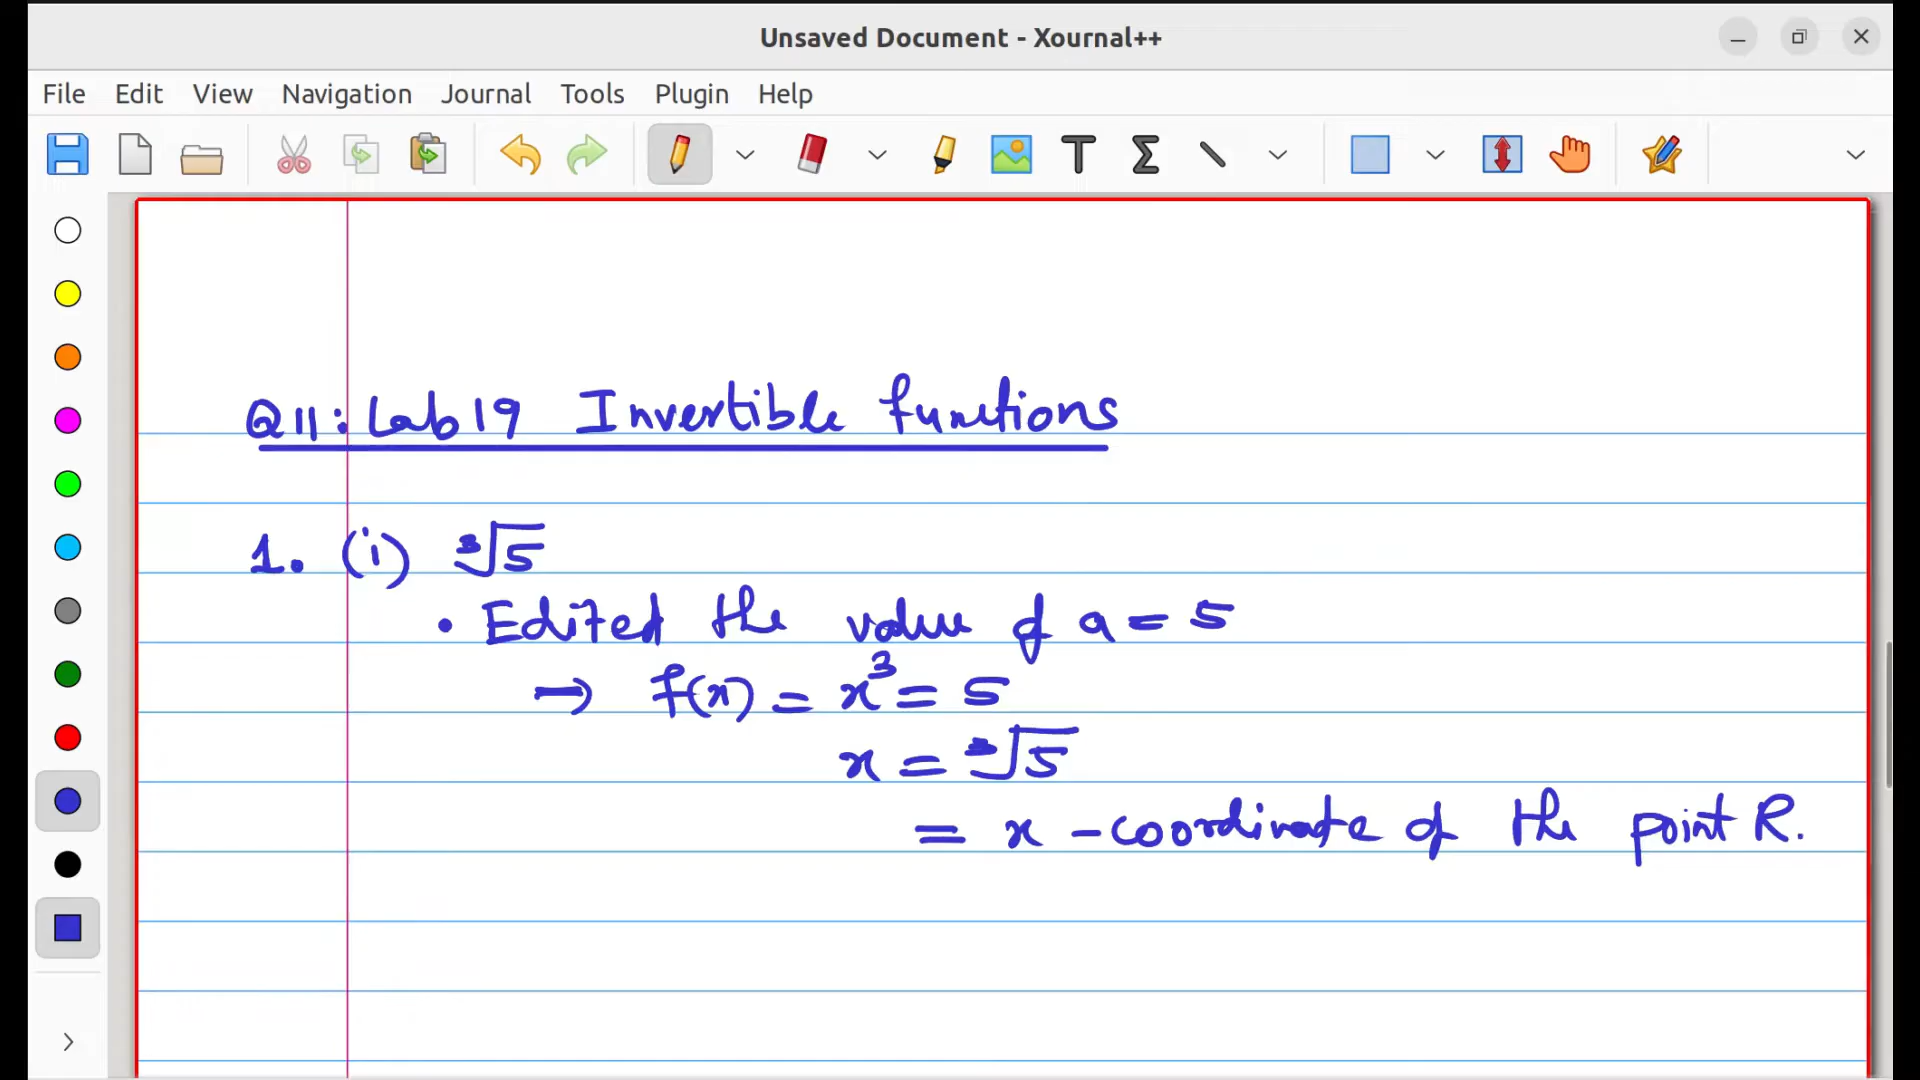 Unsaved Document - Xournal++
File Edit View Navigation Journal Tools Plugin Help
Q11: Lab 19 Invertible functions
1. (i) ∛5
• Edited the value of a = 5
→ f(x) = x³ = 5
x = ∛5
= x - coordinate of the point R.